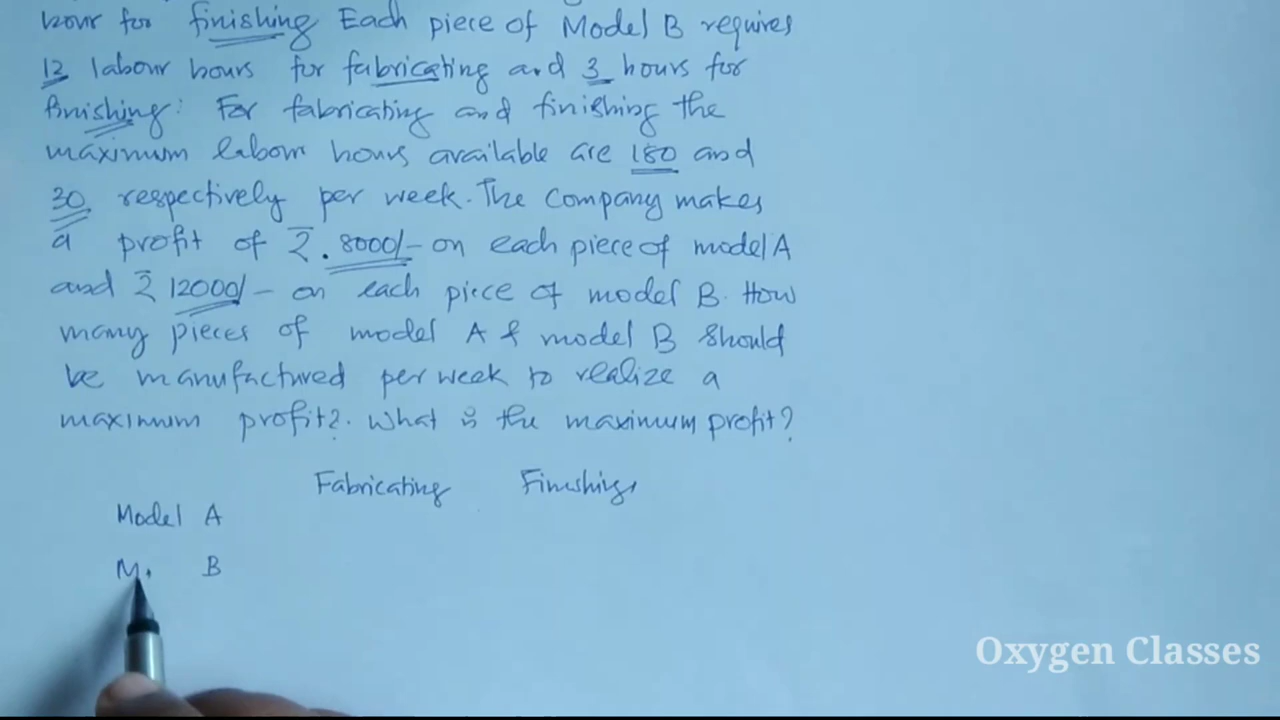 hour for finishing Each piece of Model B requires
12 labour hours for fabricating and 3 hours for
finishing: For fabricating and finishing the
maximum labour hours available are 180 and
30 respectively per week. The Company makes
a profit of ₹. 8000/- on each piece of model A
and ₹ 12000/- on each piece of model B. How
many pieces of model A & model B should
be manufactured per week to realize a
maximum profit?. What is the maximum profit?
Fabricating Finishing
Model A
M. B
Oxygen Classes